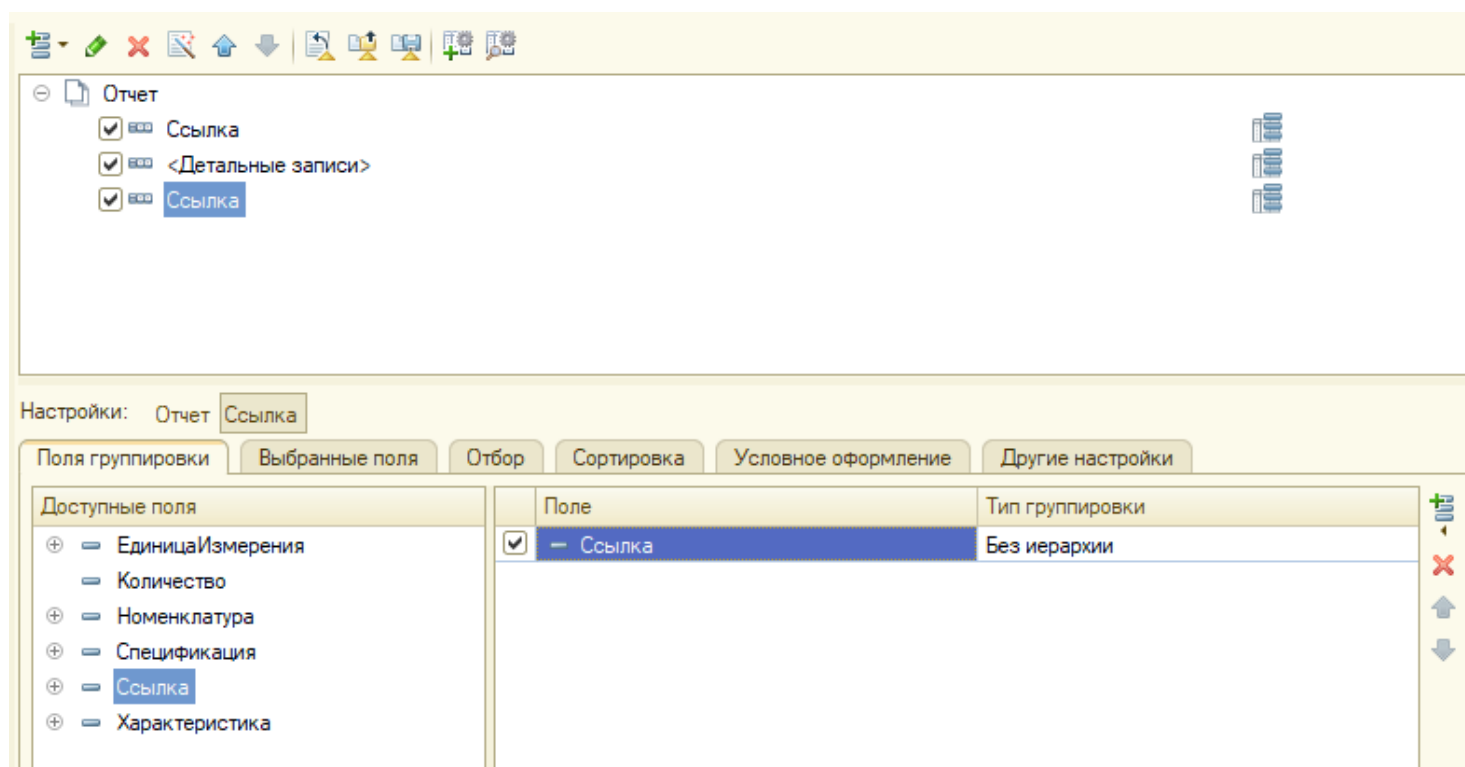 Отчет
Ссылка
<Детальные записи>
Ссылка
Настройки: Отчет Ссылка
Поля группировки Выбранные поля Отбор Сортировка Условное оформление Другие настройки
Доступные поля Поле Тип группировки
ЕдиницаИзмерения Ссылка Без иерархии
Количество
Номенклатура
Спецификация
Ссылка
Характеристика